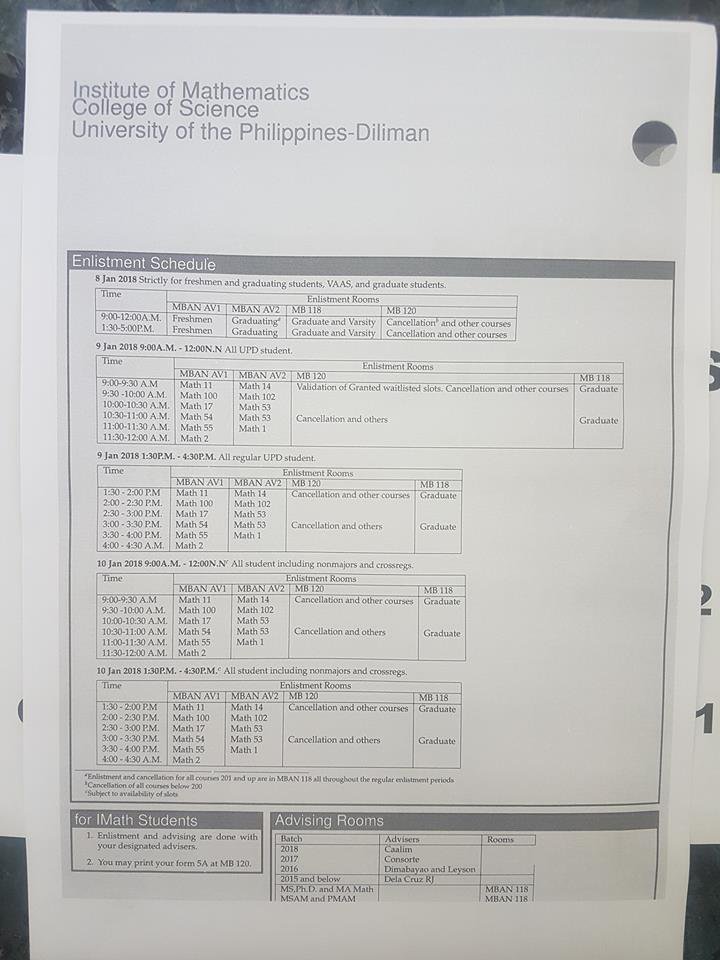 Institute of Mathematics
College of Science
University of the Philippines-Diliman
Enlistment Schedule
8 Jan 2018 Strictly for freshmen and graduating students, VAAS, and graduate students.
Time Enlistment Rooms
MBAN AV1 MBAN AV2 MB 118 MB 120
9:00-12:00A.M. Freshmen Graduatingª Graduate and Varsity Cancellationᵇ and other courses
1:30-5:00P.M. Freshmen Graduating Graduate and Varsity Cancellation and other courses
9 Jan 2018 9:00A.M. - 12:00N.N All UPD student.
Time Enlistment Rooms
MBAN AV1 MBAN AV2 MB 120 MB 118
9:00-9:30 A.M Math 11 Math 14 Validation of Granted waitlisted slots. Cancellation and other courses Graduate
9:30 -10:00 A.M. Math 100 Math 102
10:00-10:30 A.M. Math 17 Math 53
10:30-11:00 A.M. Math 54 Math 53 Cancellation and others Graduate
11:00-11:30 A.M. Math 55 Math 1
11:30-12:00 A.M. Math 2
9 Jan 2018 1:30P.M. - 4:30P.M. All regular UPD student.
Time Enlistment Rooms
MBAN AV1 MBAN AV2 MB 120 MB 118
1:30 - 2:00 P.M Math 11 Math 14 Cancellation and other courses Graduate
2:00 - 2:30 P.M. Math 100 Math 102
2:30 - 3:00 P.M. Math 17 Math 53
3:00 - 3:30 P.M. Math 54 Math 53 Cancellation and others Graduate
3:30 - 4:00 P.M. Math 55 Math 1
4:00 - 4:30 A.M. Math 2
10 Jan 2018 9:00A.M. - 12:00N.Nᶜ All student including nonmajors and crossregs.
Time Enlistment Rooms
MBAN AV1 MBAN AV2 MB 120 MB 118
9:00-9:30 A.M Math 11 Math 14 Cancellation and other courses Graduate
9:30 -10:00 A.M. Math 100 Math 102
10:00-10:30 A.M. Math 17 Math 53
10:30-11:00 A.M. Math 54 Math 53 Cancellation and others Graduate
11:00-11:30 A.M. Math 55 Math 1
11:30-12:00 A.M. Math 2
10 Jan 2018 1:30P.M. - 4:30P.M.ᶜ All student including nonmajors and crossregs.
Time Enlistment Rooms
MBAN AV1 MBAN AV2 MB 120 MB 118
1:30 - 2:00 P.M Math 11 Math 14 Cancellation and other courses Graduate
2:00 - 2:30 P.M. Math 100 Math 102
2:30 - 3:00 P.M. Math 17 Math 53
3:00 - 3:30 P.M. Math 54 Math 53 Cancellation and others Graduate
3:30 - 4:00 P.M. Math 55 Math 1
4:00 - 4:30 A.M. Math 2
ªEnlistment and cancellation for all courses 201 and up are in MBAN 118 all throughout the regular enlistment periods
ᵇCancellation of all courses below 200
ᶜSubject to availability of slots
for IMath Students
1. Enlistment and advising are done with
your designated advisers.
2. You may print your form 5A at MB 120.
Advising Rooms
Batch Advisers Rooms
2018 Caalim
2017 Consorte
2016 Dimabayao and Leyson
2015 and below Dela Cruz RJ
MS,Ph.D. and MA Math MBAN 118
MSAM and PMAM MBAN 118
2
1